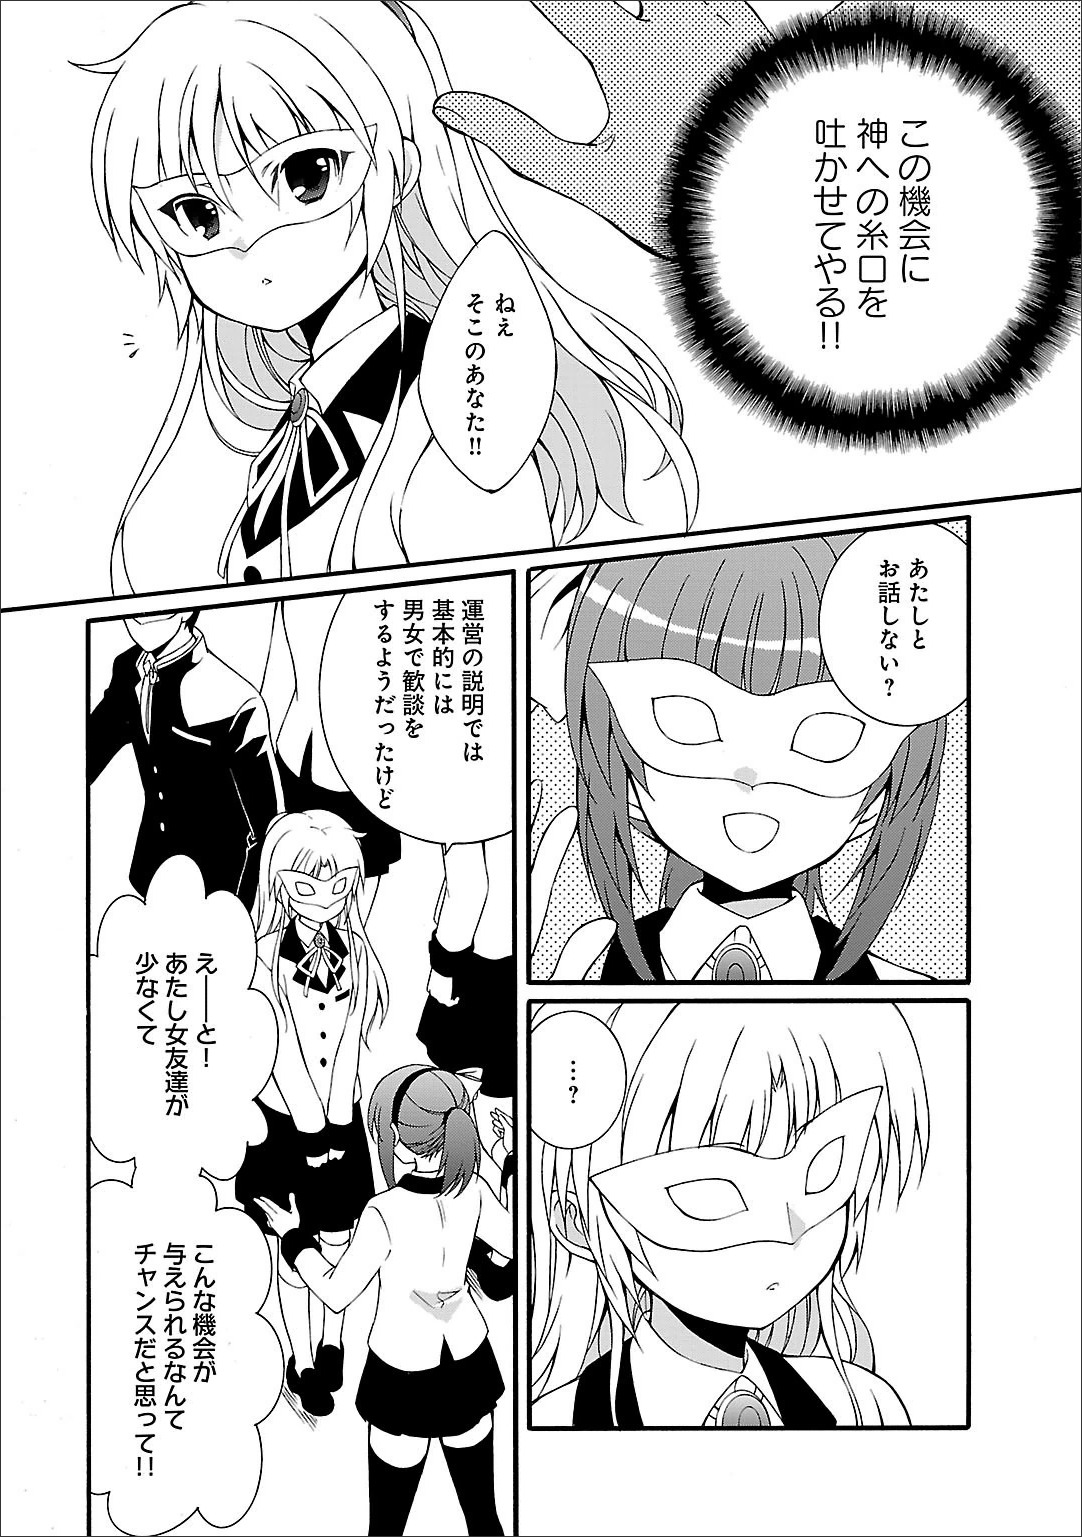 この機会に
神への糸口を
吐かせてやる!!
ねえ
そこのあなた!!
あたしと
お話しない?
…?
運営の説明では
基本的には
男女で歓談を
するようだったけど
えーーと!
あたし女友達が
少なくて
こんな機会が
与えられるなんて
チャンスだと思って!!